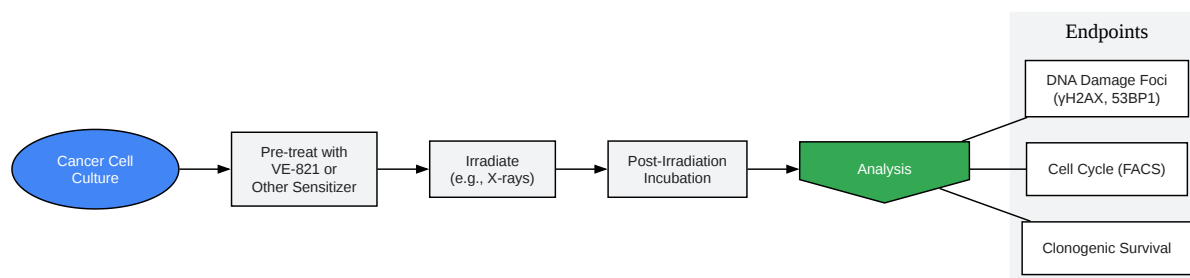 Cancer Cell
Culture
Pre-treat with
VE-821 or
Other Sensitizer
Irradiate
(e.g., X-rays)
Post-Irradiation
Incubation
Analysis
Endpoints
DNA Damage Foci
(γH2AX, 53BP1)
Cell Cycle (FACS)
Clonogenic Survival